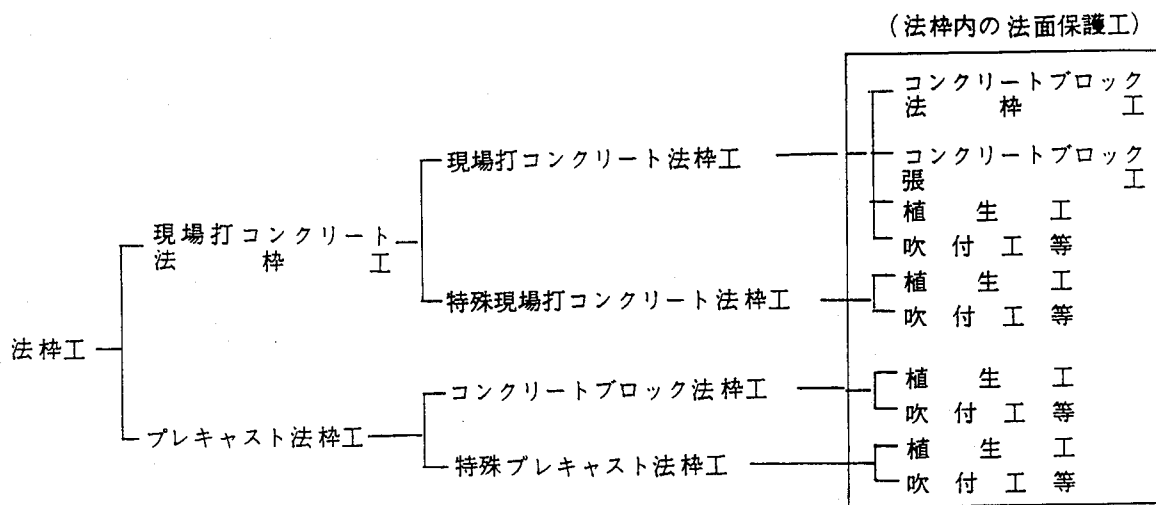 (法枠内の法面保護工)
コンクリートブロック
法枠工
現場打コンクリート法枠工
コンクリートブロック
張工
植生工
現場打コンクリート
法枠工
吹付工等
植生工
特殊現場打コンクリート法枠工
吹付工等
法枠工
コンクリートブロック法枠工
植生工
吹付工等
プレキャスト法枠工
植生工
特殊プレキャスト法枠工
吹付工等